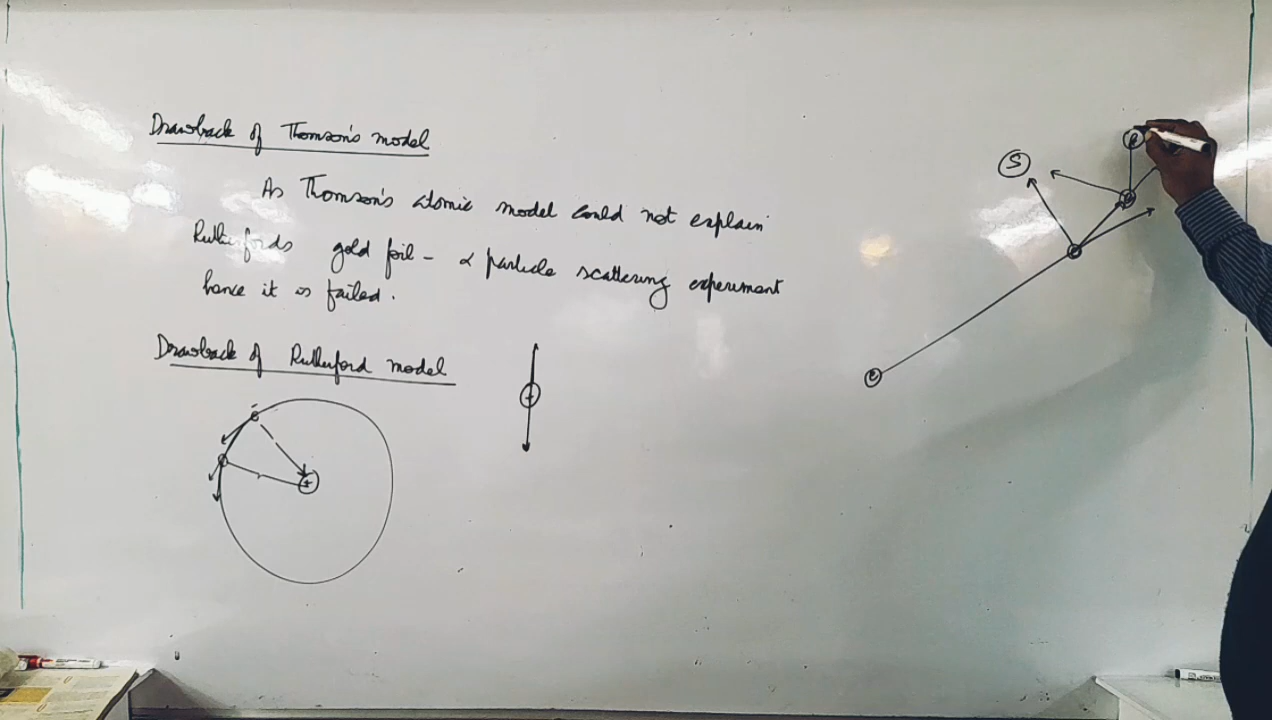 Drawback of Thomson's model
As Thomson's atomic model could not explain
Rutherfords gold foil - α particle scattering experiment
hence it is failed.
Drawback of Rutherford model
e
+
+
S
e